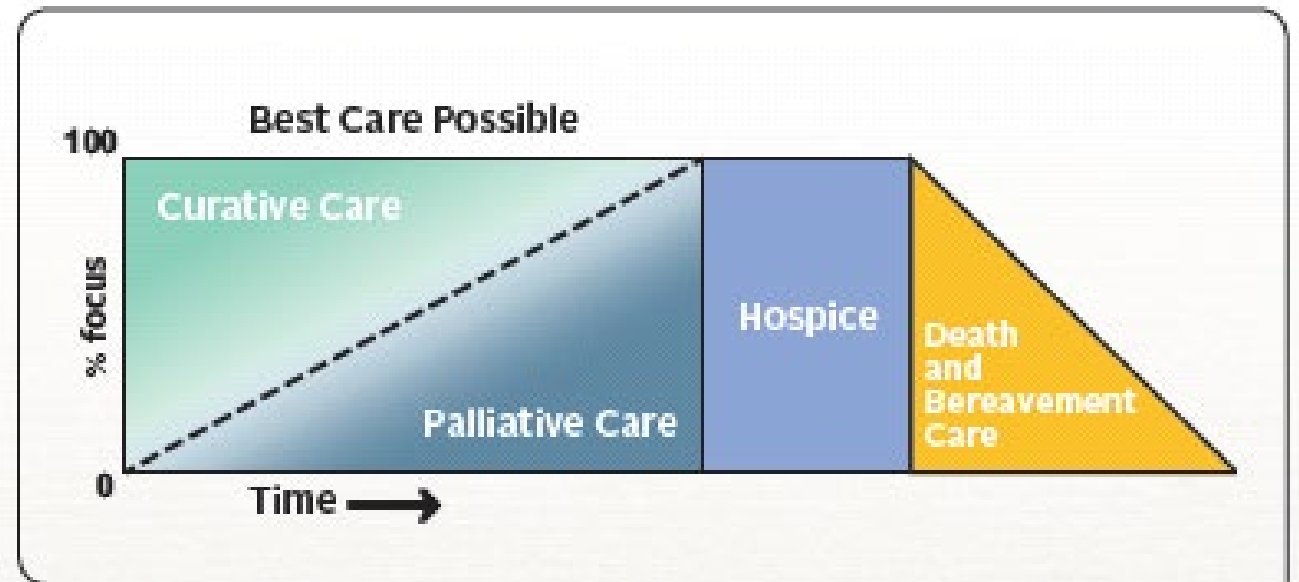 Best Care Possible
100
Curative Care
% focus
Hospice
Death
and
Bereavement
Care
Palliative Care
0
Time